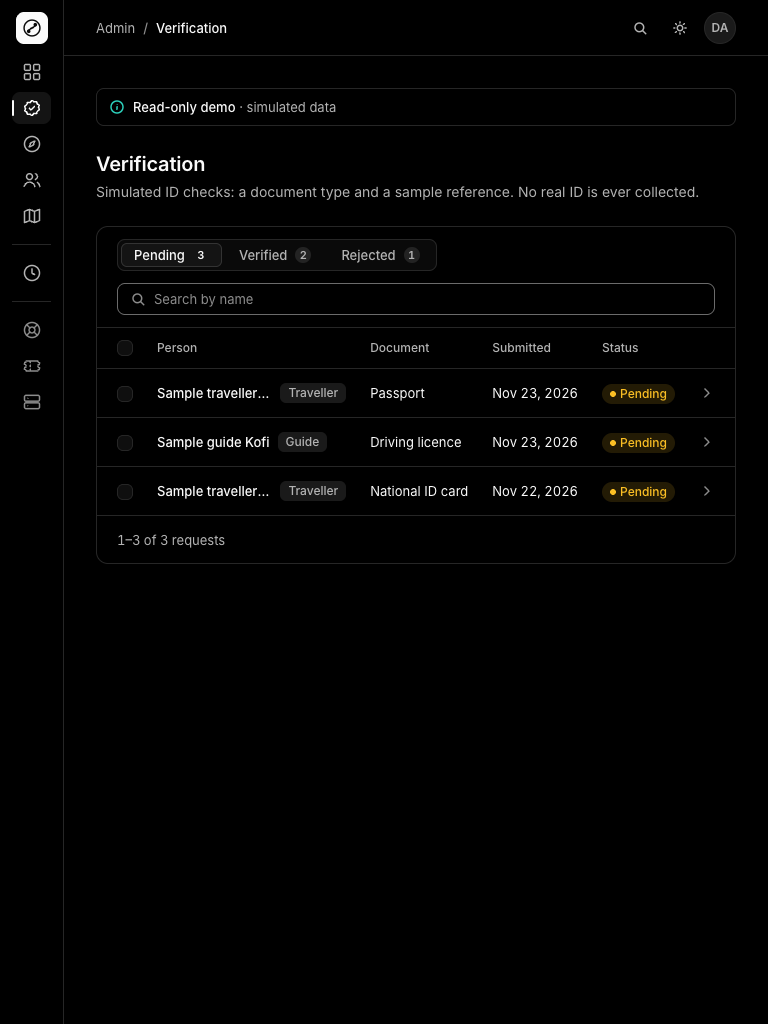 Admin / Verification
DA
Read-only demo · simulated data
Verification
Simulated ID checks: a document type and a sample reference. No real ID is ever collected.
Pending 3 Verified 2 Rejected 1
Search by name
Person Document Submitted Status
Sample traveller... Traveller Passport Nov 23, 2026 Pending
Sample guide Kofi Guide Driving licence Nov 23, 2026 Pending
Sample traveller... Traveller National ID card Nov 22, 2026 Pending
1–3 of 3 requests